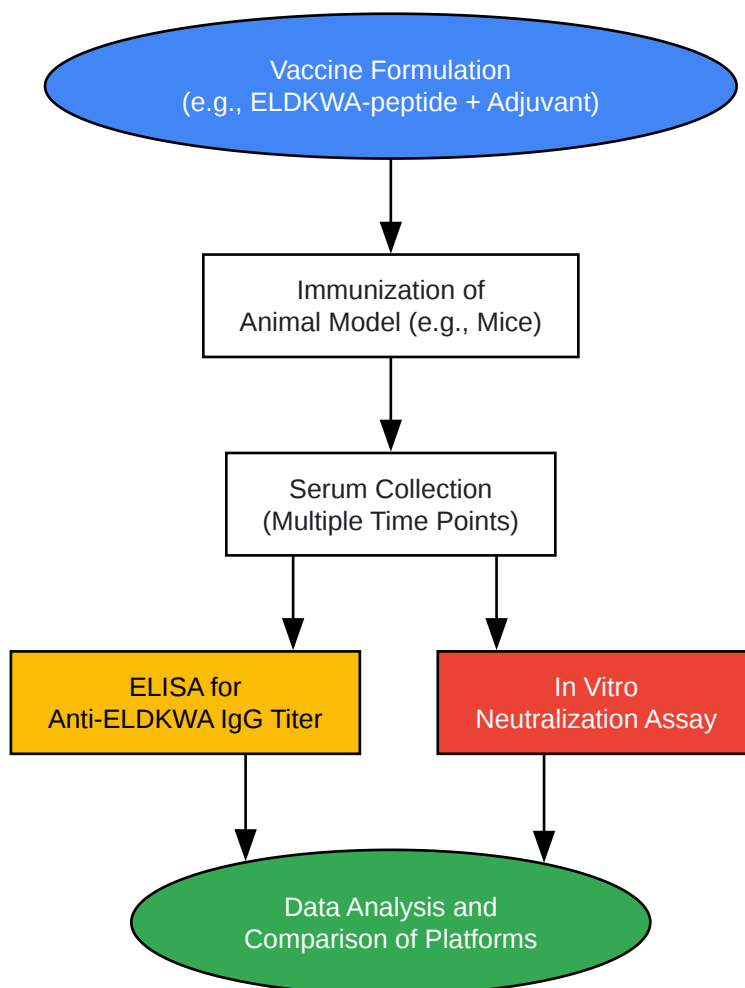 Vaccine Formulation
(e.g., ELDKWA-peptide + Adjuvant)
Immunization of
Animal Model (e.g., Mice)
Serum Collection
(Multiple Time Points)
ELISA for
Anti-ELDKWA IgG Titer
In Vitro
Neutralization Assay
Data Analysis and
Comparison of Platforms